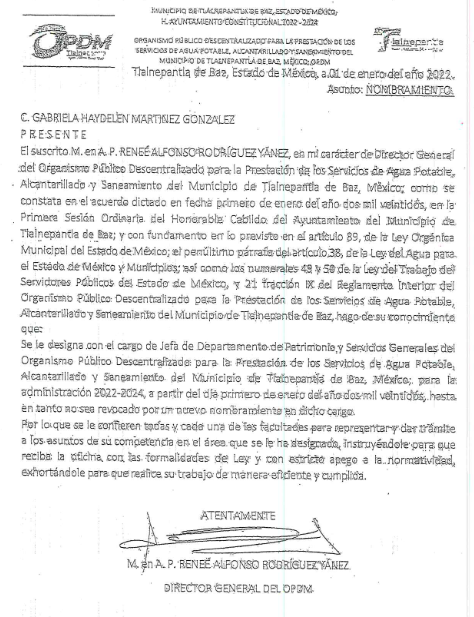 MUNICIPIO DE TLALNEPANTLA DE BAZ, ESTADO DE MÉXICO,
H. AYUNTAMIENTO CONSTITUCIONAL 2022 - 2024
OPDM
Tlalnepantla
ORGANISMO PÚBLICO DESCENTRALIZADO PARA LA PRESTACIÓN DE LOS
SERVICIOS DE AGUA POTABLE, ALCANTARILLADO Y SANEAMIENTO DEL
MUNICIPIO DE TLALNEPANTLA DE BAZ, MÉXICO; OPDM
Tlalnepantla de Baz, Estado de México, a 01 de enero del año 2022.
Asunto: NOMBRAMIENTO.
C. GABRIELA HAYDELEN MARTINEZ GONZALEZ
P R E S E N T E
El suscrito M. en A. P. RENEÉ ALFONSO RODRÍGUEZ YÁNEZ, en mi carácter de Director General
del Organismo Público Descentralizado para la Prestación de los Servicios de Agua Potable,
Alcantarillado y Saneamiento del Municipio de Tlalnepantla de Baz, México; como se
constata en el acuerdo dictado en fecha primero de enero del año dos mil veintidós, en la
Primera Sesión Ordinaria del Honorable Cabildo del Ayuntamiento del Municipio de
Tlalnepantla de Baz; y con fundamento en lo previsto en el artículo 89, de la Ley Orgánica
Municipal del Estado de México; el penúltimo párrafo del artículo 38, de la Ley del Agua para
el Estado de México y Municipios; así como los numerales 48 y 50 de la Ley del Trabajo del
Servidores Públicos del Estado de México, y 21 fracción IX del Reglamento Interior del
Organismo Público Descentralizado para la Prestación de los Servicios de Agua Potable,
Alcantarillado y Saneamiento del Municipio de Tlalnepantla de Baz, hago de su conocimiento
que:
Se le designa con el cargo de Jefa de Departamento de Patrimonio y Servicios Generales del
Organismo Público Descentralizado para la Prestación de los Servicios de Agua Potable,
Alcantarillado y Saneamiento del Municipio de Tlalnepantla de Baz, México; para la
administración 2022-2024, a partir del día primero de enero del año dos mil veintidós, hasta
en tanto no sea revocado por un nuevo nombramiento en dicho cargo.
Por lo que se le confieren todas y cada una de las facultades para representar y dar trámite
a los asuntos de su competencia en el área que se le ha designado, instruyéndole para que
reciba la oficina, con las formalidades de Ley y con estricto apego a la normatividad,
exhortándole para que realice su trabajo de manera eficiente y cumplida.
ATENTAMENTE
M. en A. P. RENEÉ ALFONSO RODRÍGUEZ YÁNEZ
DIRECTOR GENERAL DEL OPDM